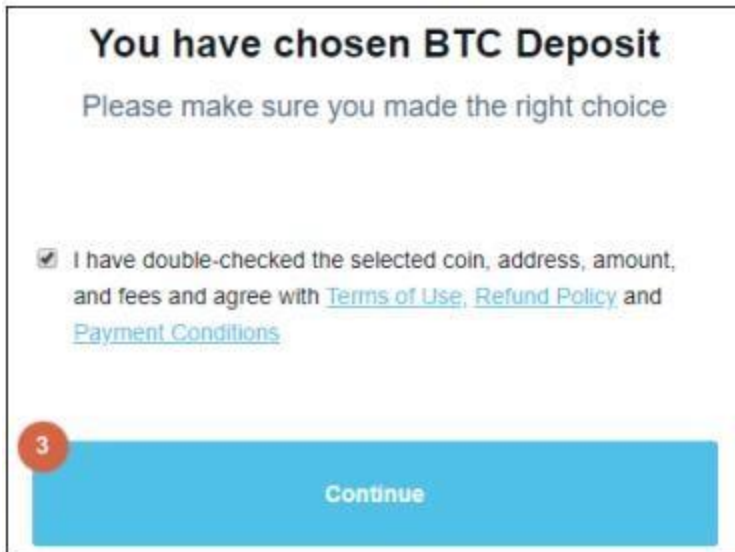 You have chosen BTC Deposit
Please make sure you made the right choice
I have double-checked the selected coin, address, amount,
and fees and agree with Terms of Use, Refund Policy and
Payment Conditions
3
Continue